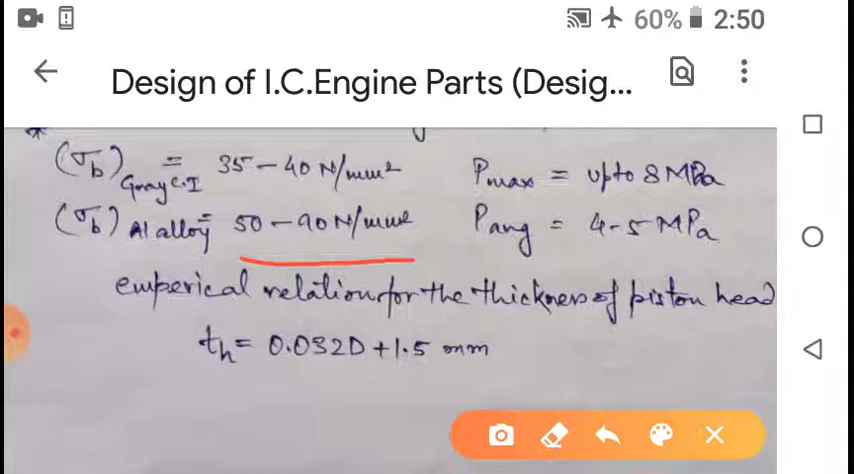 60% 2:50
Design of I.C.Engine Parts (Desig...
(σb) Gray C.I = 35-40 N/mm² Pmax = upto 8 MPa
(σb) Al alloy = 50-90 N/mm² Pavg = 4-5 MPa
emperical relation for the thickness of piston head
th = 0.032D + 1.5 mm